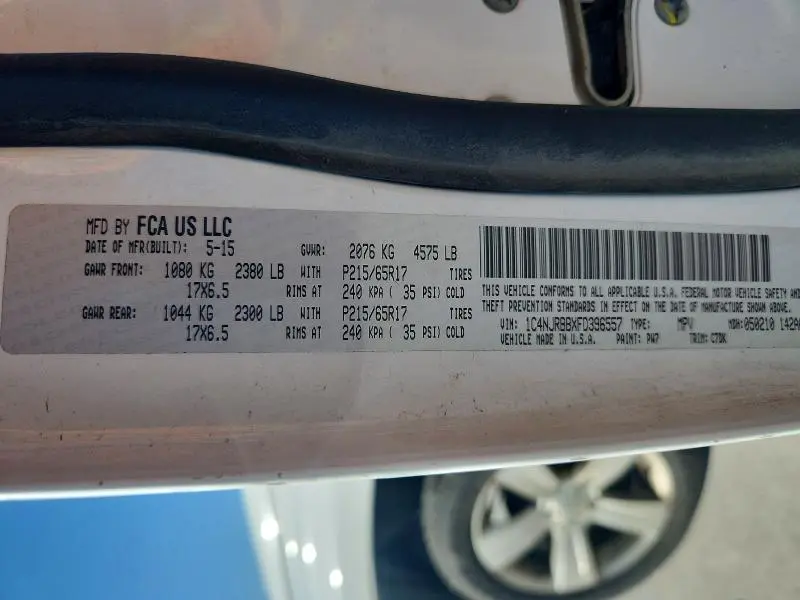 MFD BY FCA US LLC
DATE OF MFR(BUILT): 5-15 GVWR: 2076 KG 4575 LB
GAWR FRONT: 1080 KG 2380 LB WITH P215/65R17 TIRES
17X6.5 RIMS AT 240 KPA ( 35 PSI) COLD
GAWR REAR: 1044 KG 2300 LB WITH P215/65R17 TIRES
17X6.5 RIMS AT 240 KPA ( 35 PSI) COLD
THIS VEHICLE CONFORMS TO ALL APPLICABLE U.S.A. FEDERAL MOTOR VEHICLE SAFETY AND
THEFT PREVENTION STANDARDS IN EFFECT ON THE DATE OF MANUFACTURE SHOWN ABOVE.
VIN: 1C4NJRBBXFD396557 TYPE: MPV MDH: 050210 142A
VEHICLE MADE IN U.S.A. PAINT: PW7 TRIM: CTDK